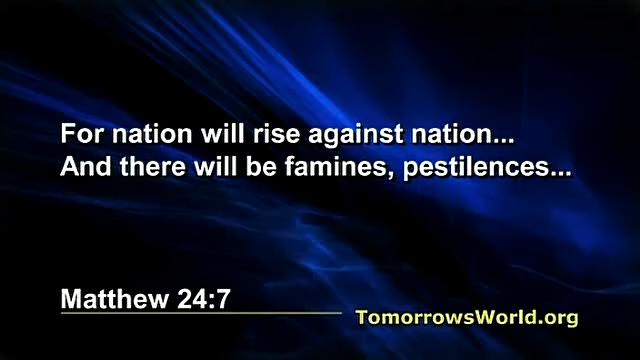 For nation will rise against nation...
And there will be famines, pestilences...
Matthew 24:7
TomorrowsWorld.org